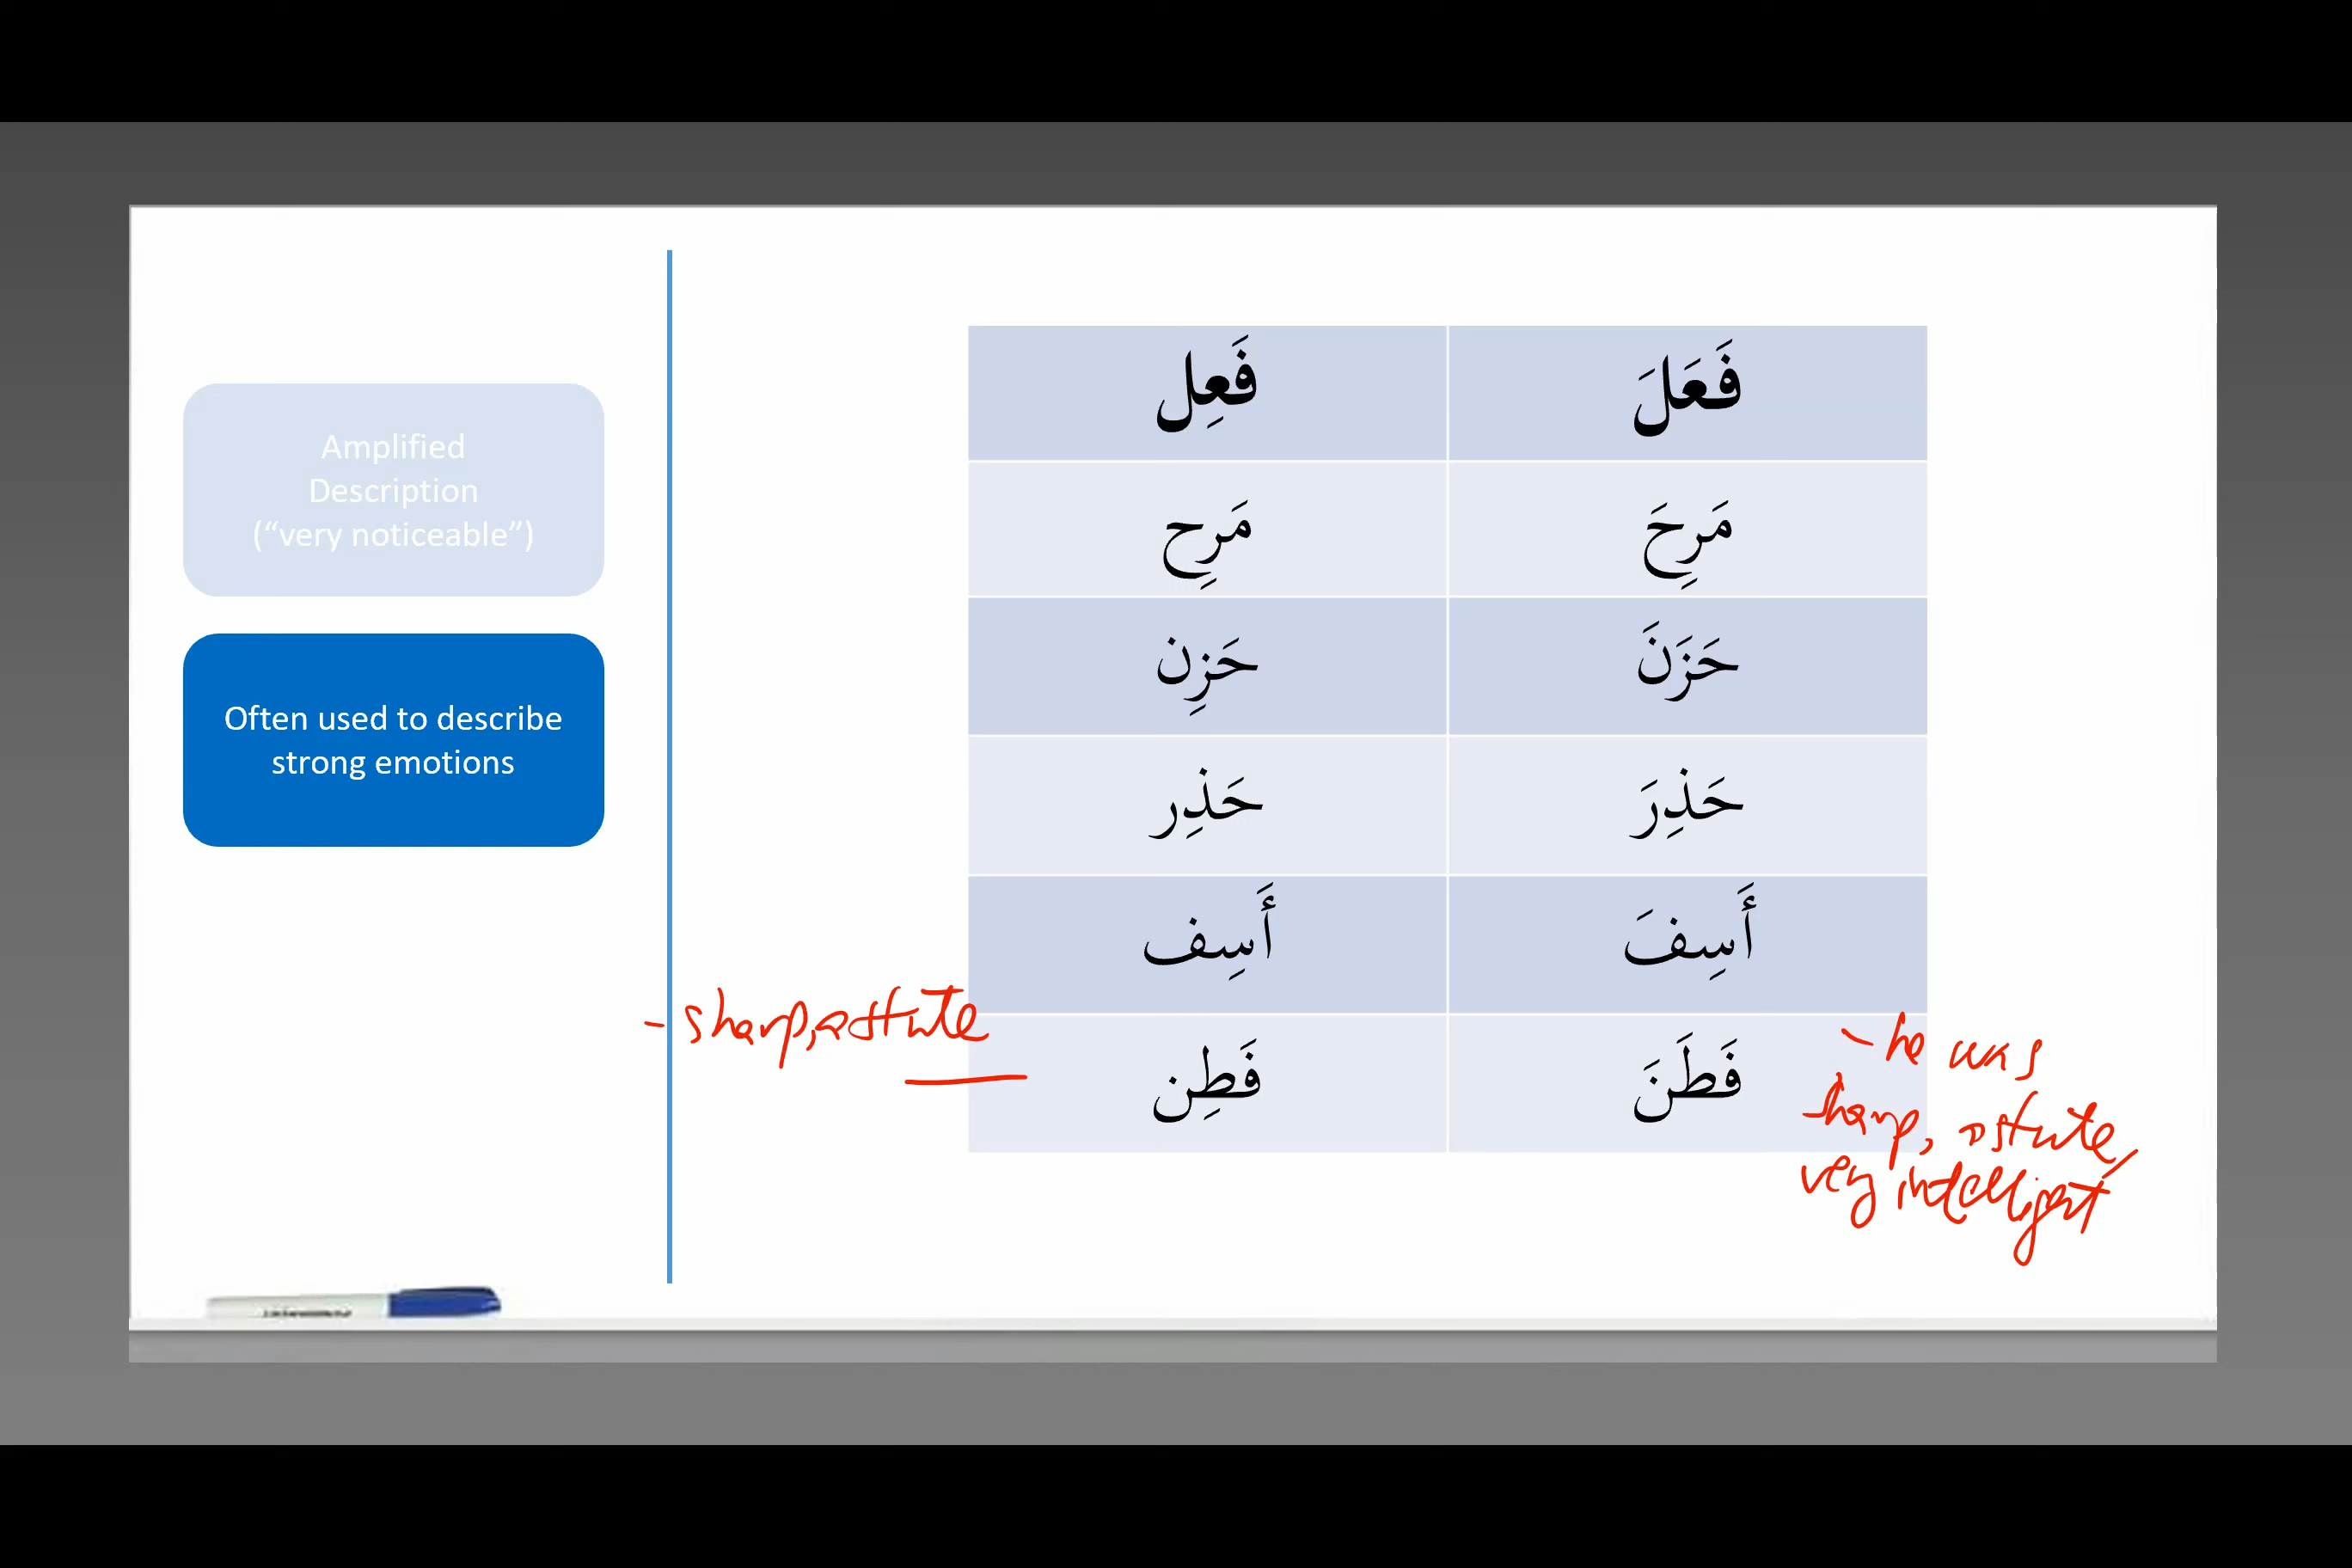 Amplified
Description
(“very noticeable”)
Often used to describe
strong emotions
فَعَلَ فَعِل
مَرِحَ مَرِح
حَزَنَ حَزِن
حَذِرَ حَذِر
أَسِفَ أَسِف
فَطَنَ فَطِن
- sharp, astute
- he was
sharp, astute,
very intelligent